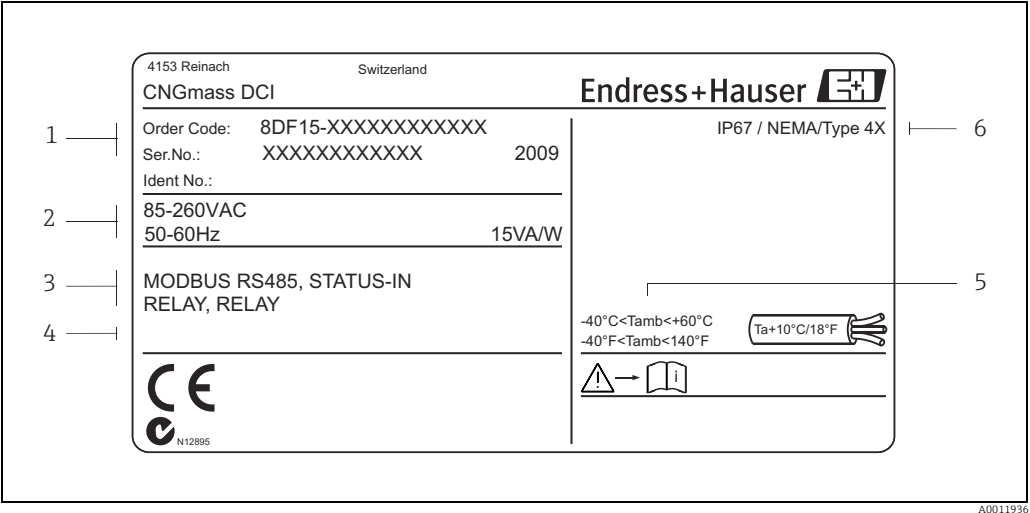 4153 Reinach Switzerland
CNGmass DCI
Endress+Hauser
1
Order Code: 8DF15-XXXXXXXXXXXXX
Ser.No.: XXXXXXXXXXXX 2009
Ident No.:
IP67 / NEMA/Type 4X
6
2
85-260VAC
50-60Hz 15VA/W
3
MODBUS RS485, STATUS-IN
RELAY, RELAY
4
5
-40°C<Tamb<+60°C
-40°F<Tamb<140°F
Ta+10°C/18°F
i
CE
N12895
A0011936